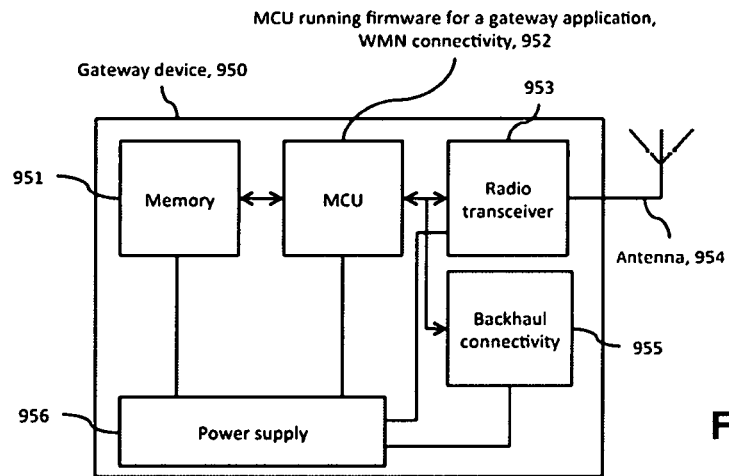 MCU running firmware for a gateway application,
WMN connectivity, 952
Gateway device, 950
953
951
Memory
MCU
Radio
transceiver
Antenna, 954
Backhaul
connectivity
955
956
Power supply
F